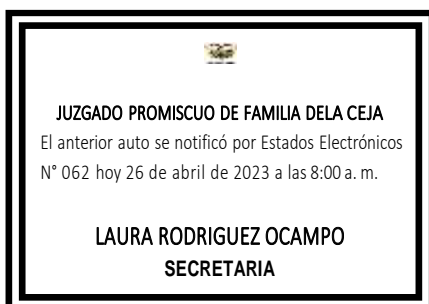 JUZGADO PROMISCUO DE FAMILIA DELA CEJA
El anterior auto se notificó por Estados Electrónicos
N° 062 hoy 26 de abril de 2023 a las 8:00 a. m.
LAURA RODRIGUEZ OCAMPO
SECRETARIA